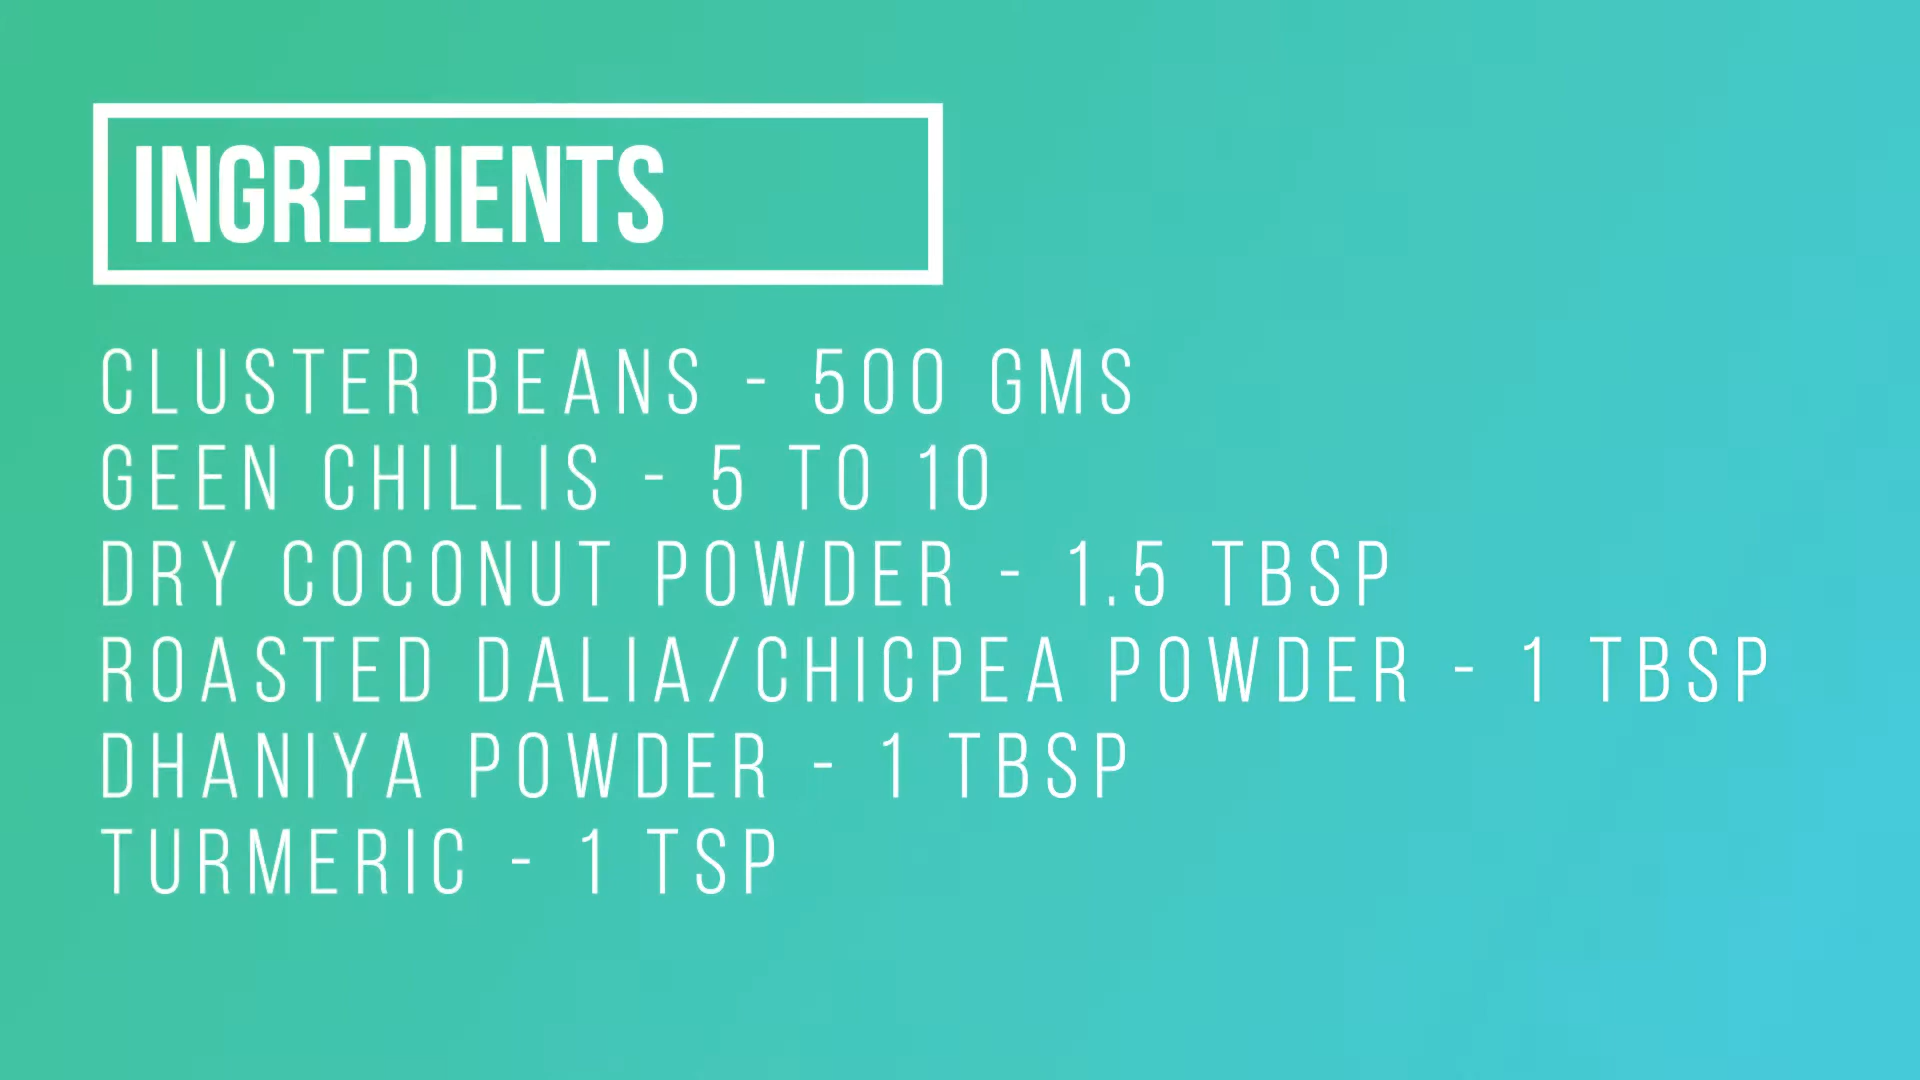 INGREDIENTS
CLUSTER BEANS - 500 GMS
GEEN CHILLIS - 5 TO 10
DRY COCONUT POWDER - 1.5 TBSP
ROASTED DALIA/CHICPEA POWDER - 1 TBSP
DHANIYA POWDER - 1 TBSP
TURMERIC - 1 TSP